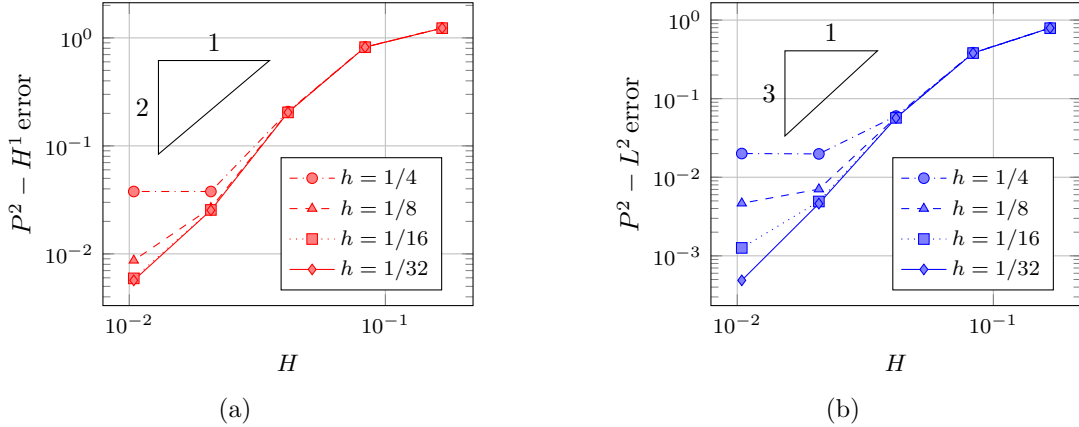 10^0
10^{-1}
10^{-2}
P^2 − H^1 error
1
2
h = 1/4
h = 1/8
h = 1/16
h = 1/32
10^{-2}
10^{-1}
H
(a)
10^0
10^{-1}
10^{-2}
10^{-3}
P^2 − L^2 error
1
3
h = 1/4
h = 1/8
h = 1/16
h = 1/32
10^{-2}
10^{-1}
H
(b)